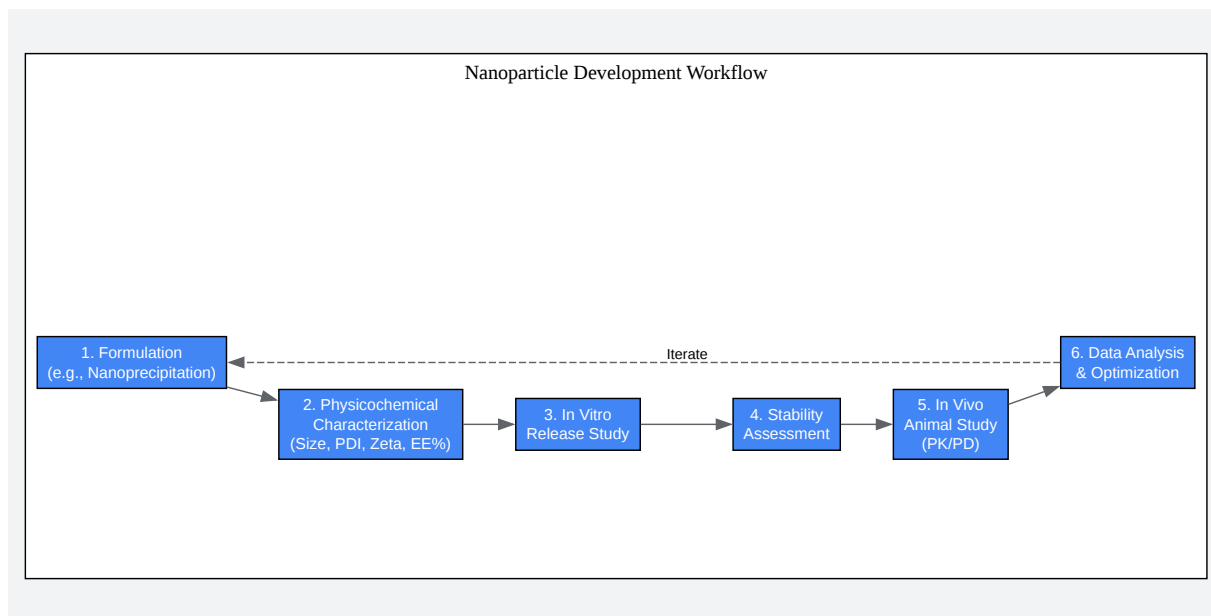 Nanoparticle Development Workflow
1. Formulation
(e.g., Nanoprecipitation)
Iterate
6. Data Analysis
& Optimization
2. Physicochemical
Characterization
(Size, PDI, Zeta, EE%)
3. In Vitro
Release Study
4. Stability
Assessment
5. In Vivo
Animal Study
(PK/PD)